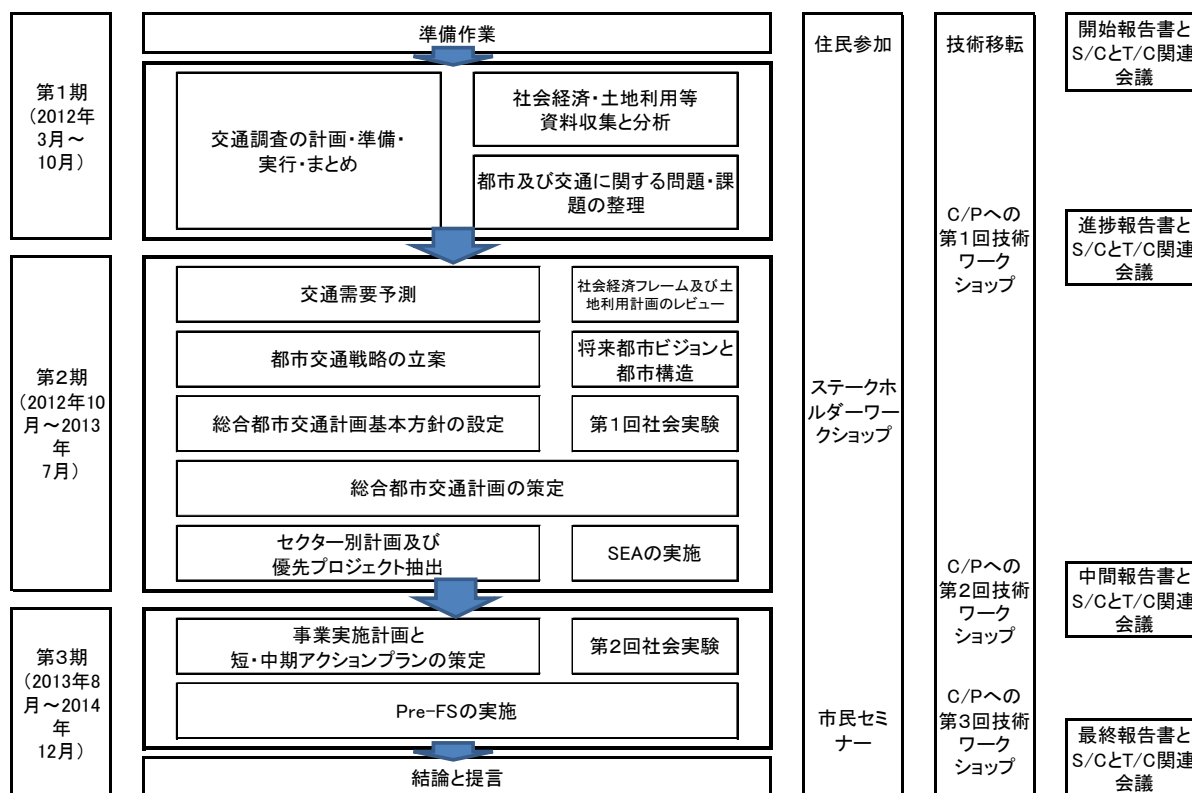 準備作業
第1期
（2012年
3月～
10月）
交通調査の計画・準備・
実行・まとめ
社会経済・土地利用等
資料収集と分析
都市及び交通に関する問題・課
題の整理
第2期
（2012年10
月～2013
年
7月）
交通需要予測
社会経済フレーム及び土
地利用計画のレビュー
都市交通戦略の立案
将来都市ビジョンと
都市構造
総合都市交通計画基本方針の設定
第1回社会実験
総合都市交通計画の策定
セクター別計画及び
優先プロジェクト抽出
SEAの実施
第3期
（2013年8
月～2014
年
12月）
事業実施計画と
短・中期アクションプランの策定
第2回社会実験
Pre-FSの実施
結論と提言
住民参加
ステークホ
ルダーワー
クショップ
市民セミ
ナー
技術移転
C/Pへの
第1回技術
ワーク
ショップ
C/Pへの
第2回技術
ワーク
ショップ
C/Pへの
第3回技術
ワーク
ショップ
開始報告書と
S/CとT/C関連
会議
進捗報告書と
S/CとT/C関連
会議
中間報告書と
S/CとT/C関連
会議
最終報告書と
S/CとT/C関連
会議